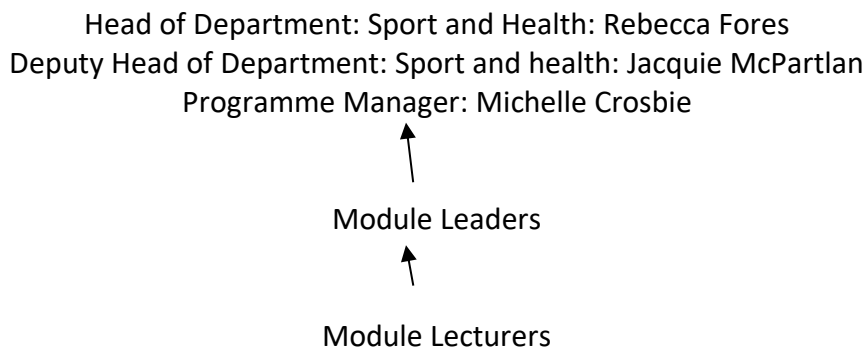 Head of Department: Sport and Health: Rebecca Fores
Deputy Head of Department: Sport and health: Jacquie McPartlan
Programme Manager: Michelle Crosbie
Module Leaders
Module Lecturers